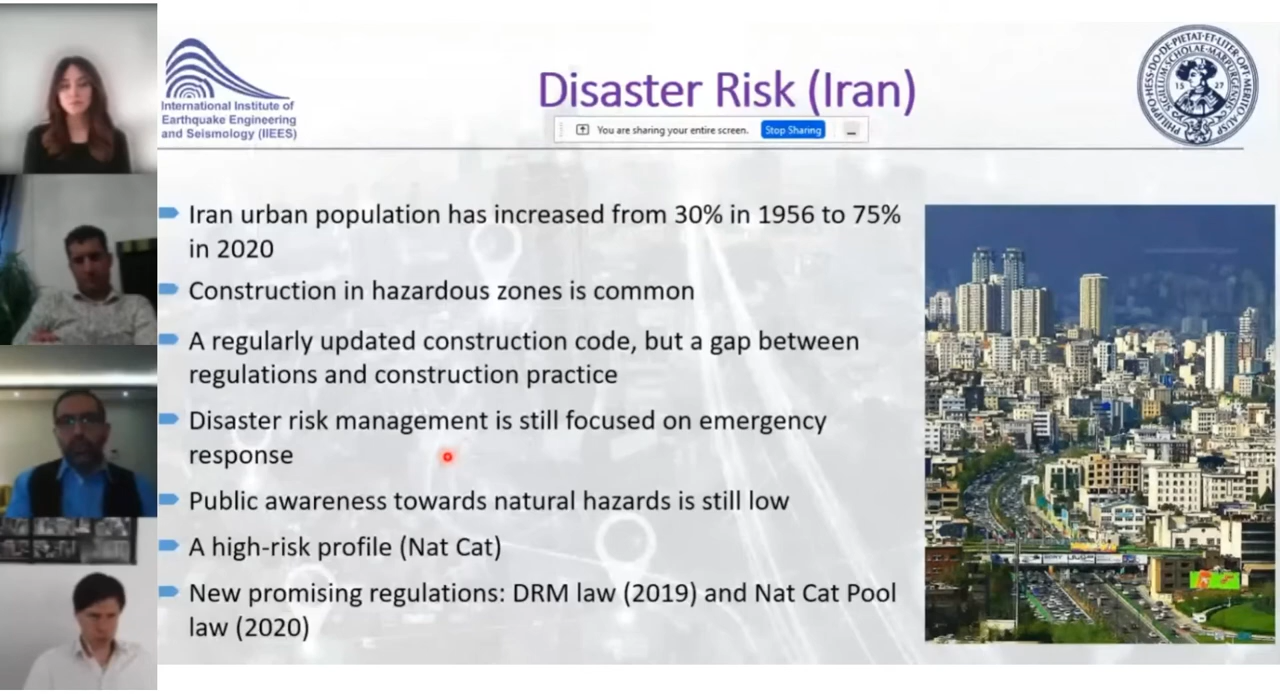 International Institute of
Earthquake Engineering
and Seismology (IIEES)
Disaster Risk (Iran)
You are sharing your entire screen.
Stop Sharing
15 27
Iran urban population has increased from 30% in 1956 to 75%
in 2020
Construction in hazardous zones is common
A regularly updated construction code, but a gap between
regulations and construction practice
Disaster risk management is still focused on emergency
response
Public awareness towards natural hazards is still low
A high-risk profile (Nat Cat)
New promising regulations: DRM law (2019) and Nat Cat Pool
law (2020)